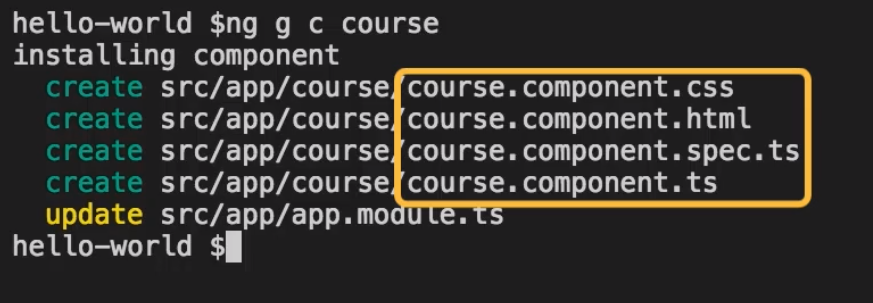 hello-world $ng g c course
installing component
  create src/app/course/course.component.css
  create src/app/course/course.component.html
  create src/app/course/course.component.spec.ts
  create src/app/course/course.component.ts
  update src/app/app.module.ts
hello-world $